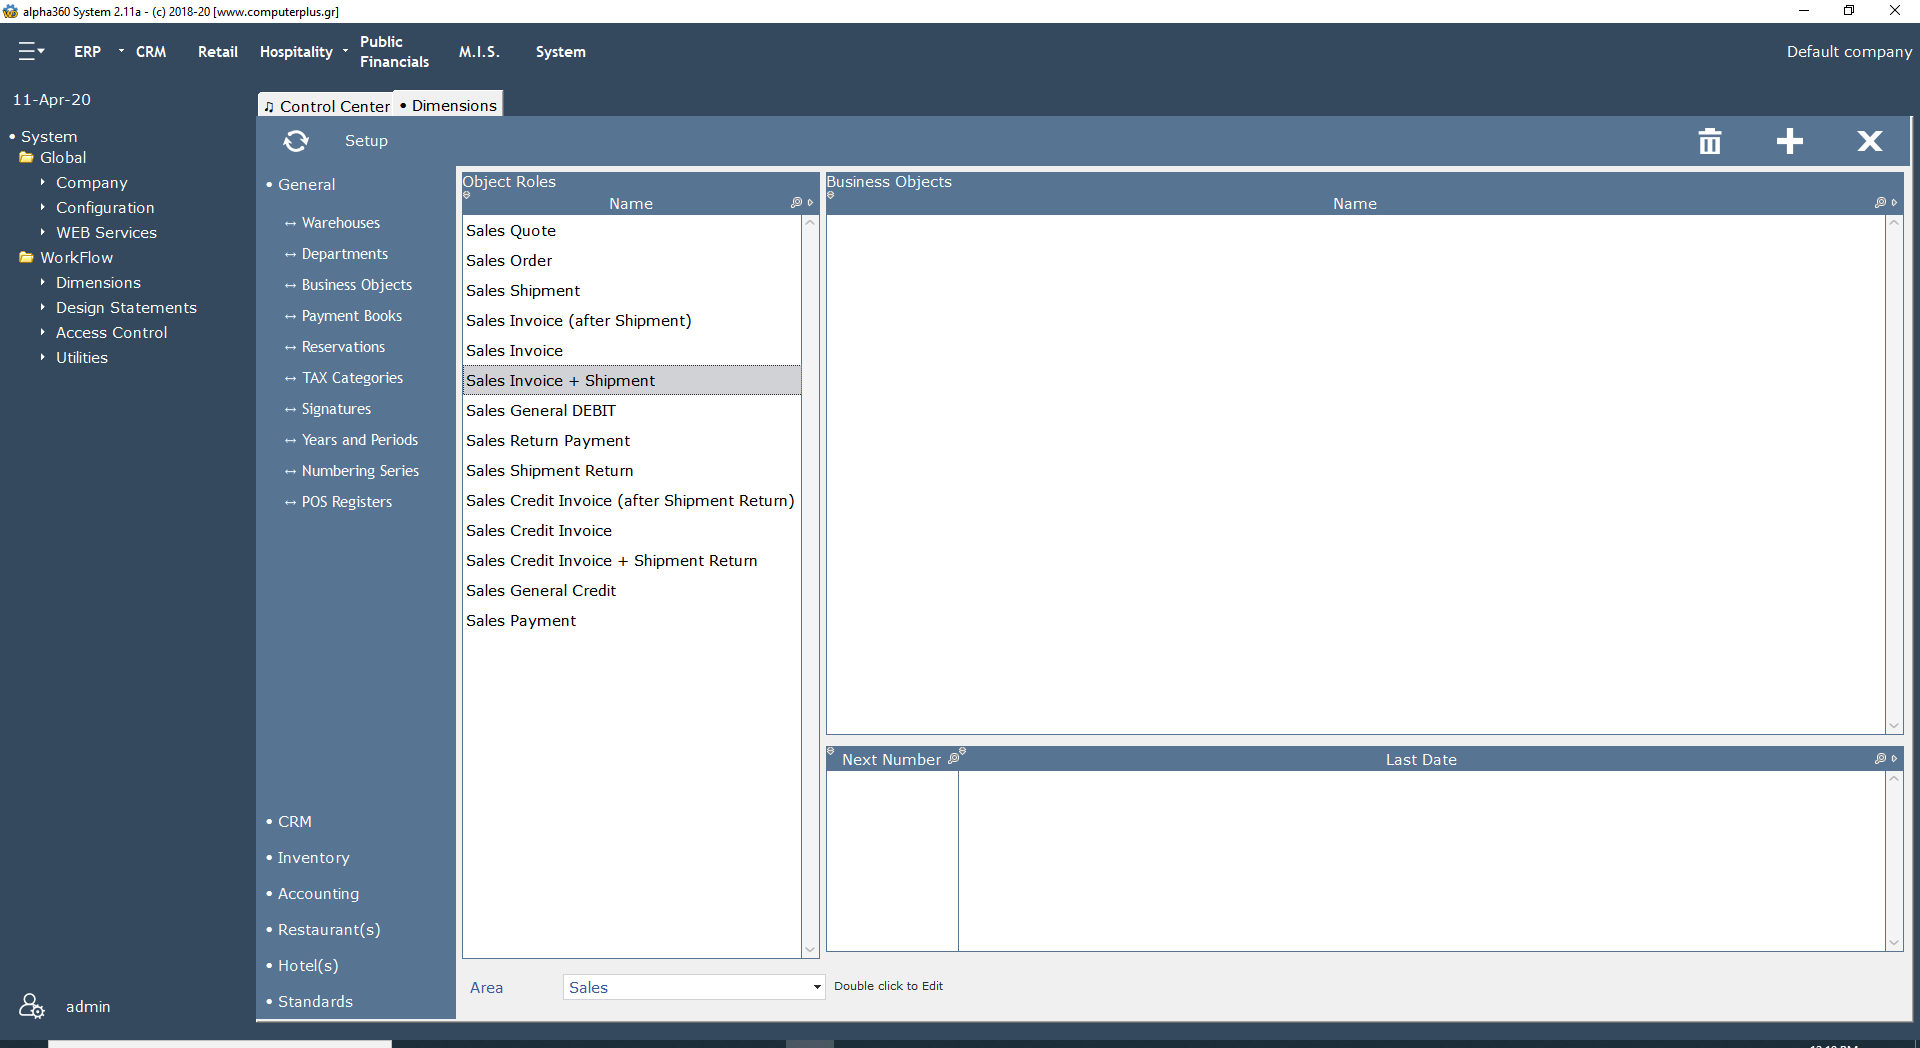 alpha360 System 2.11a - (c) 2018-20 [www.computerplus.gr]
ERP CRM Retail Hospitality Public Financials M.I.S. System Default company
11-Apr-20
• System
Global
Company
Configuration
WEB Services
WorkFlow
Dimensions
Design Statements
Access Control
Utilities
admin
♫ Control Center • Dimensions
Setup
• General
↔ Warehouses
↔ Departments
↔ Business Objects
↔ Payment Books
↔ Reservations
↔ TAX Categories
↔ Signatures
↔ Years and Periods
↔ Numbering Series
↔ POS Registers
• CRM
• Inventory
• Accounting
• Restaurant(s)
• Hotel(s)
• Standards
Object Roles
Name
Sales Quote
Sales Order
Sales Shipment
Sales Invoice (after Shipment)
Sales Invoice
Sales Invoice + Shipment
Sales General DEBIT
Sales Return Payment
Sales Shipment Return
Sales Credit Invoice (after Shipment Return)
Sales Credit Invoice
Sales Credit Invoice + Shipment Return
Sales General Credit
Sales Payment
Business Objects
Name
Next Number Last Date
Area Sales Double click to Edit